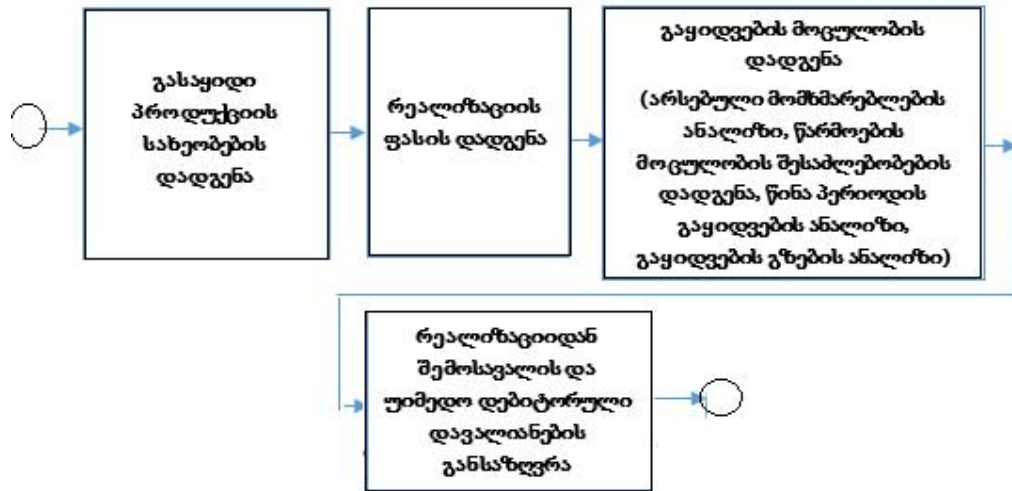 გასაყიდი
პროდუქციის
სახეობების
დადგენა
რეალიზაციის
ფასის დადგენა
გაყიდვების მოცულობის
დადგენა
(არსებული მომხმარებლების
ანალიზი, წარმოების
მოცულობის შესაძლებობების
დადგენა, წინა პერიოდის
გაყიდვების ანალიზი,
გაყიდვების გზების ანალიზი)
რეალიზაციიდან
შემოსავალის და
უიმედო დებიტორული
დავალიანების
განსაზღვრა